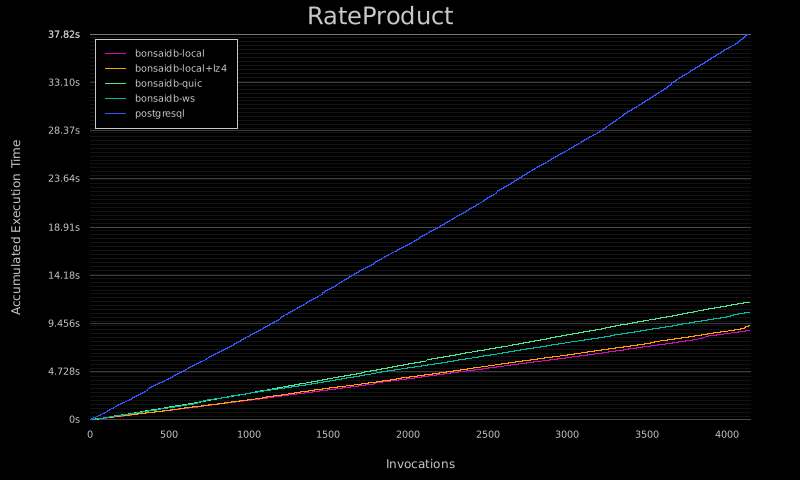 RateProduct
37.82s
33.10s
28.37s
23.64s
18.91s
14.18s
9.456s
4.728s
0s
Accumulated Execution Time
bonsaidb-local
bonsaidb-local+lz4
bonsaidb-quic
bonsaidb-ws
postgresql
0 500 1000 1500 2000 2500 3000 3500 4000
Invocations